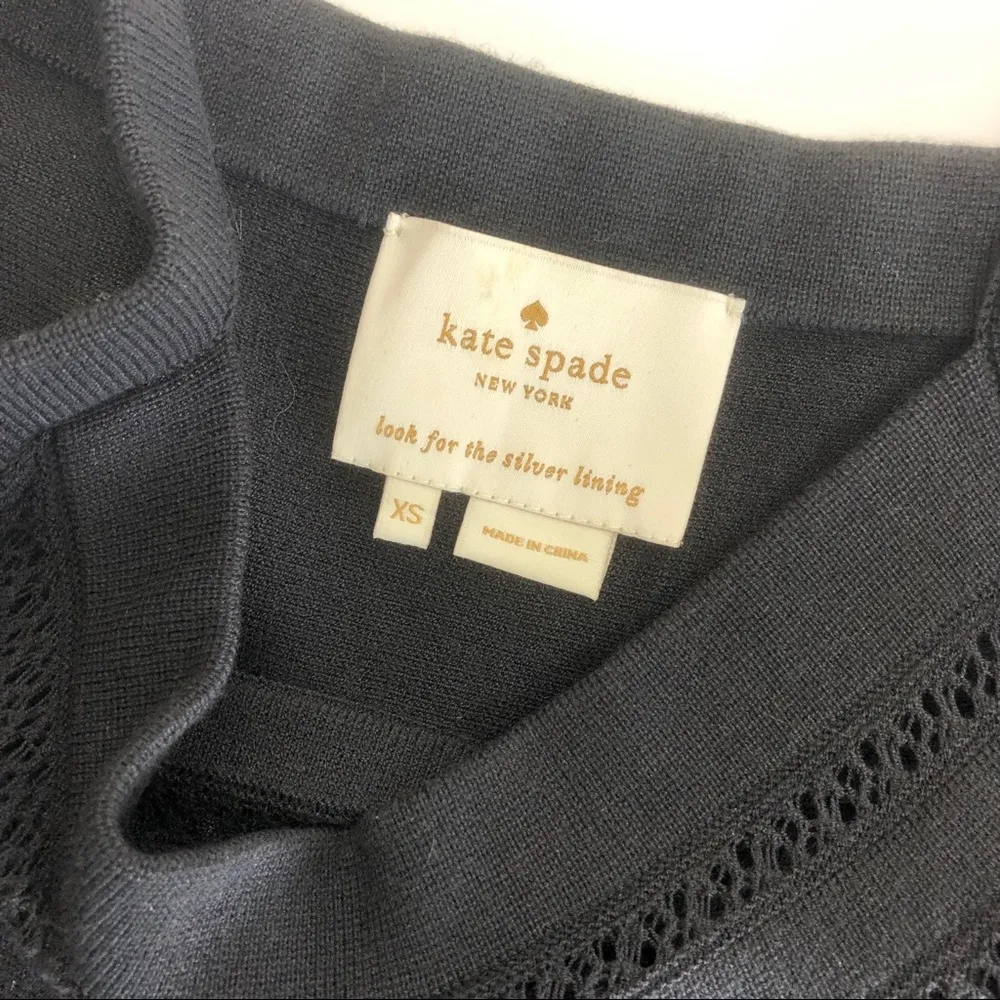 kate spade
NEW YORK
look for the silver lining
XS
MADE IN CHINA